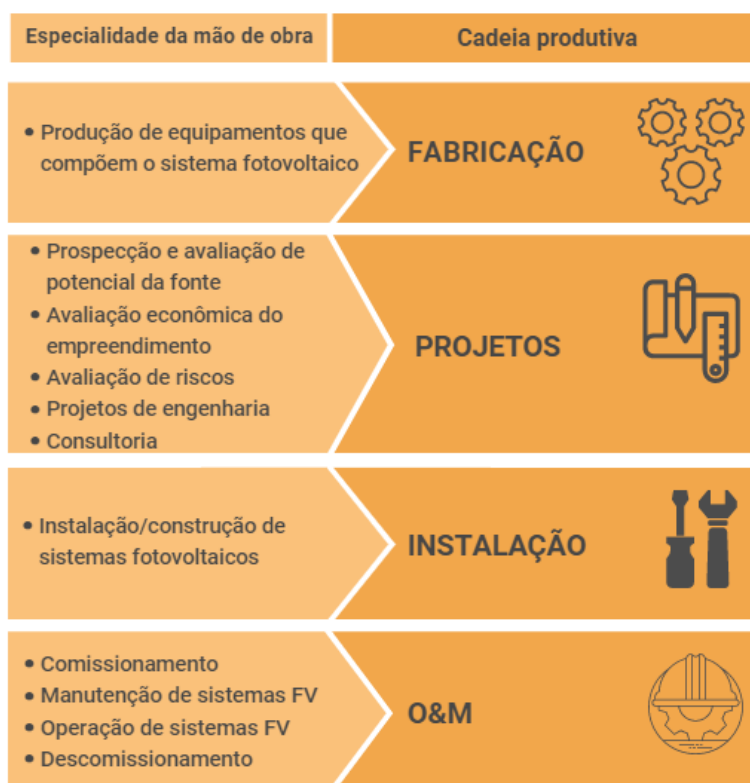 Especialidade da mão de obra
Cadeia produtiva
• Produção de equipamentos que
compõem o sistema fotovoltaico
FABRICAÇÃO
• Prospecção e avaliação de
potencial da fonte
• Avaliação econômica do
empreendimento
• Avaliação de riscos
• Projetos de engenharia
• Consultoria
PROJETOS
• Instalação/construção de
sistemas fotovoltaicos
INSTALAÇÃO
• Comissionamento
• Manutenção de sistemas FV
• Operação de sistemas FV
• Descomissionamento
O&M